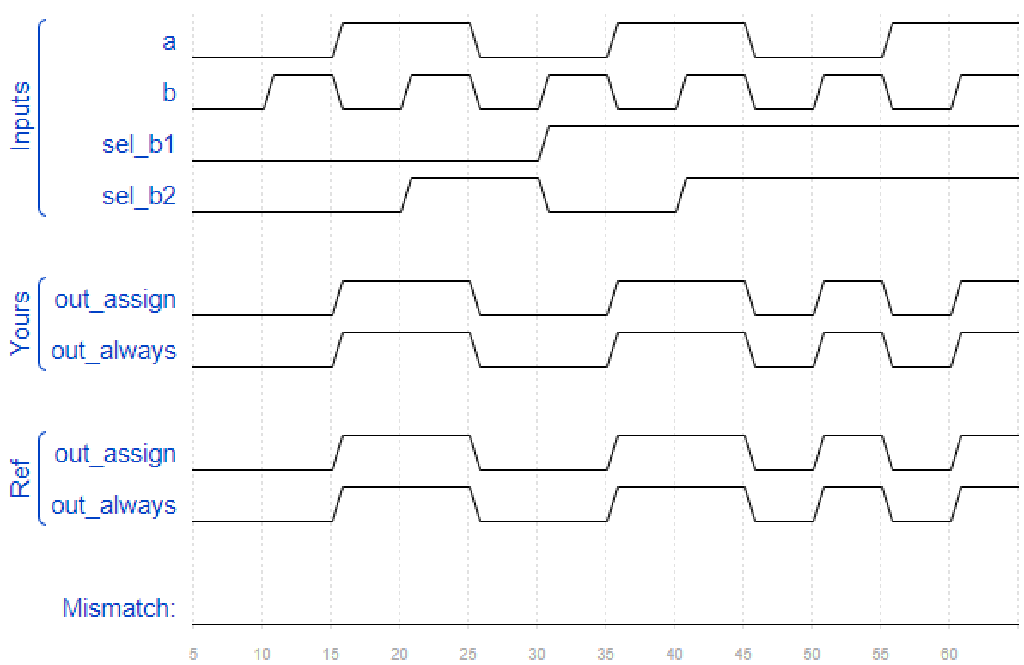 Inputs
a
b
sel_b1
sel_b2
Yours
out_assign
out_always
Ref
out_assign
out_always
Mismatch:
5 10 15 20 25 30 35 40 45 50 55 60